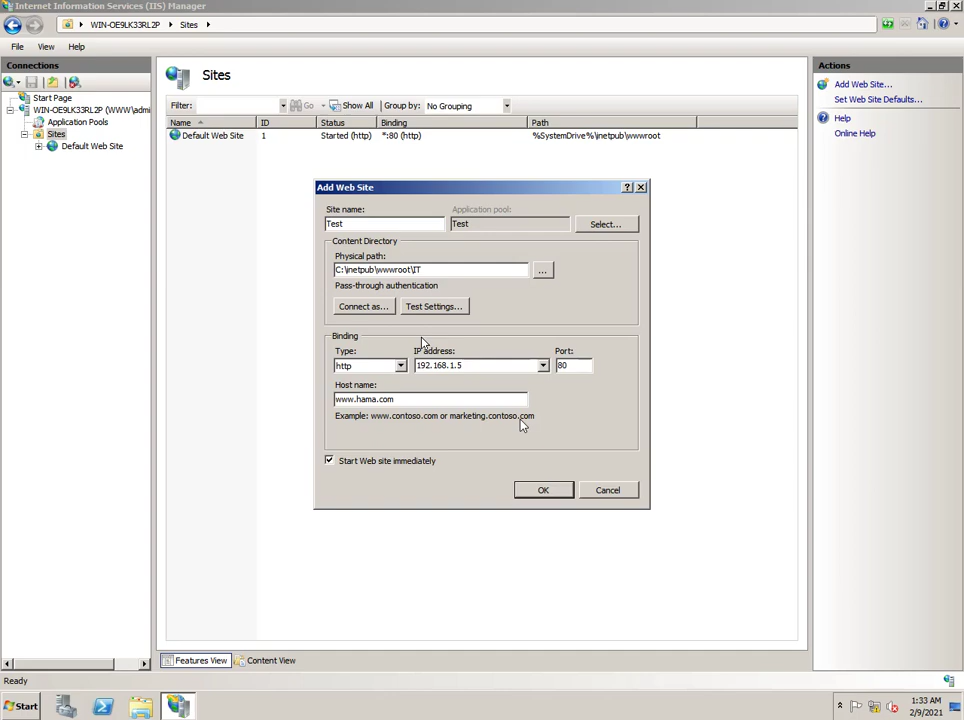 Internet Information Services (IIS) Manager
WIN-OE9LK33RL2P
Sites
File View Help
Connections
Start Page
WIN-OE9LK33RL2P (WWW\admi
Application Pools
Sites
Default Web Site
Sites
Filter: Go Show All Group by: No Grouping
Name ID Status Binding Path
Default Web Site 1 Started (http) *:80 (http) %SystemDrive%\inetpub\wwwroot
Add Web Site
Site name: Application pool:
Test Test Select...
Content Directory
Physical path:
C:\inetpub\wwwroot\IT ...
Pass-through authentication
Connect as... Test Settings...
Binding
Type: IP address: Port:
http 192.168.1.5 80
Host name:
www.hama.com
Example: www.contoso.com or marketing.contoso.com
Start Web site immediately
OK Cancel
Actions
Add Web Site...
Set Web Site Defaults...
Help
Online Help
Features View Content View
Ready
Start
1:33 AM
2/9/2021